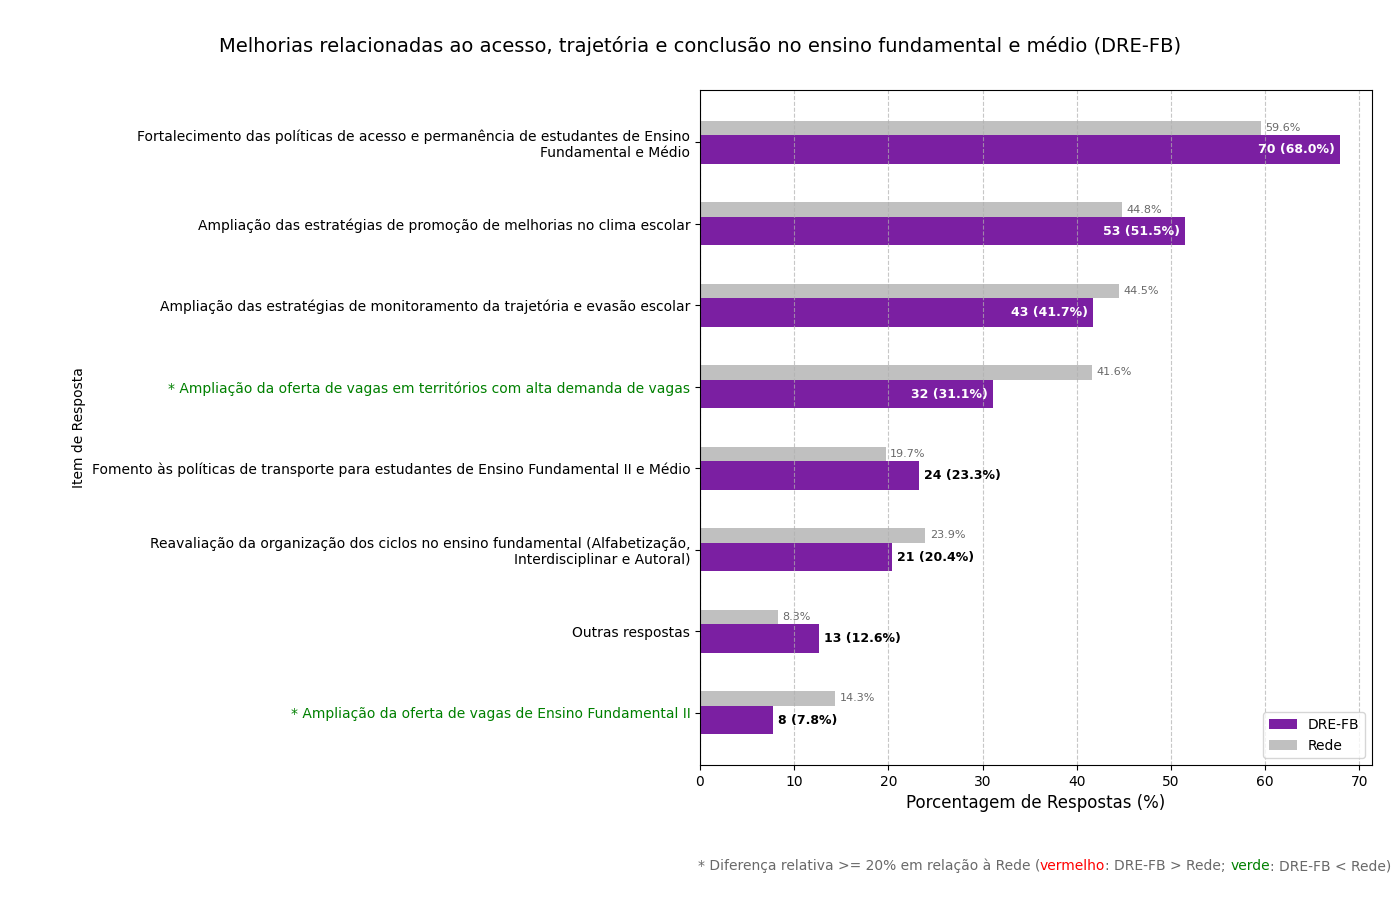 Melhorias relacionadas ao acesso, trajetória e conclusão no ensino fundamental e médio (DRE-FB)
Item de Resposta
Fortalecimento das políticas de acesso e permanência de estudantes de Ensino
Fundamental e Médio
59.6%
70 (68.0%)
Ampliação das estratégias de promoção de melhorias no clima escolar
44.8%
53 (51.5%)
Ampliação das estratégias de monitoramento da trajetória e evasão escolar
44.5%
43 (41.7%)
* Ampliação da oferta de vagas em territórios com alta demanda de vagas
41.6%
32 (31.1%)
Fomento às políticas de transporte para estudantes de Ensino Fundamental II e Médio
19.7%
24 (23.3%)
Reavaliação da organização dos ciclos no ensino fundamental (Alfabetização,
Interdisciplinar e Autoral)
23.9%
21 (20.4%)
Outras respostas
8.3%
13 (12.6%)
* Ampliação da oferta de vagas de Ensino Fundamental II
14.3%
8 (7.8%)
DRE-FB
Rede
0 10 20 30 40 50 60 70
Porcentagem de Respostas (%)
* Diferença relativa >= 20% em relação à Rede (vermelho: DRE-FB > Rede; verde: DRE-FB < Rede)